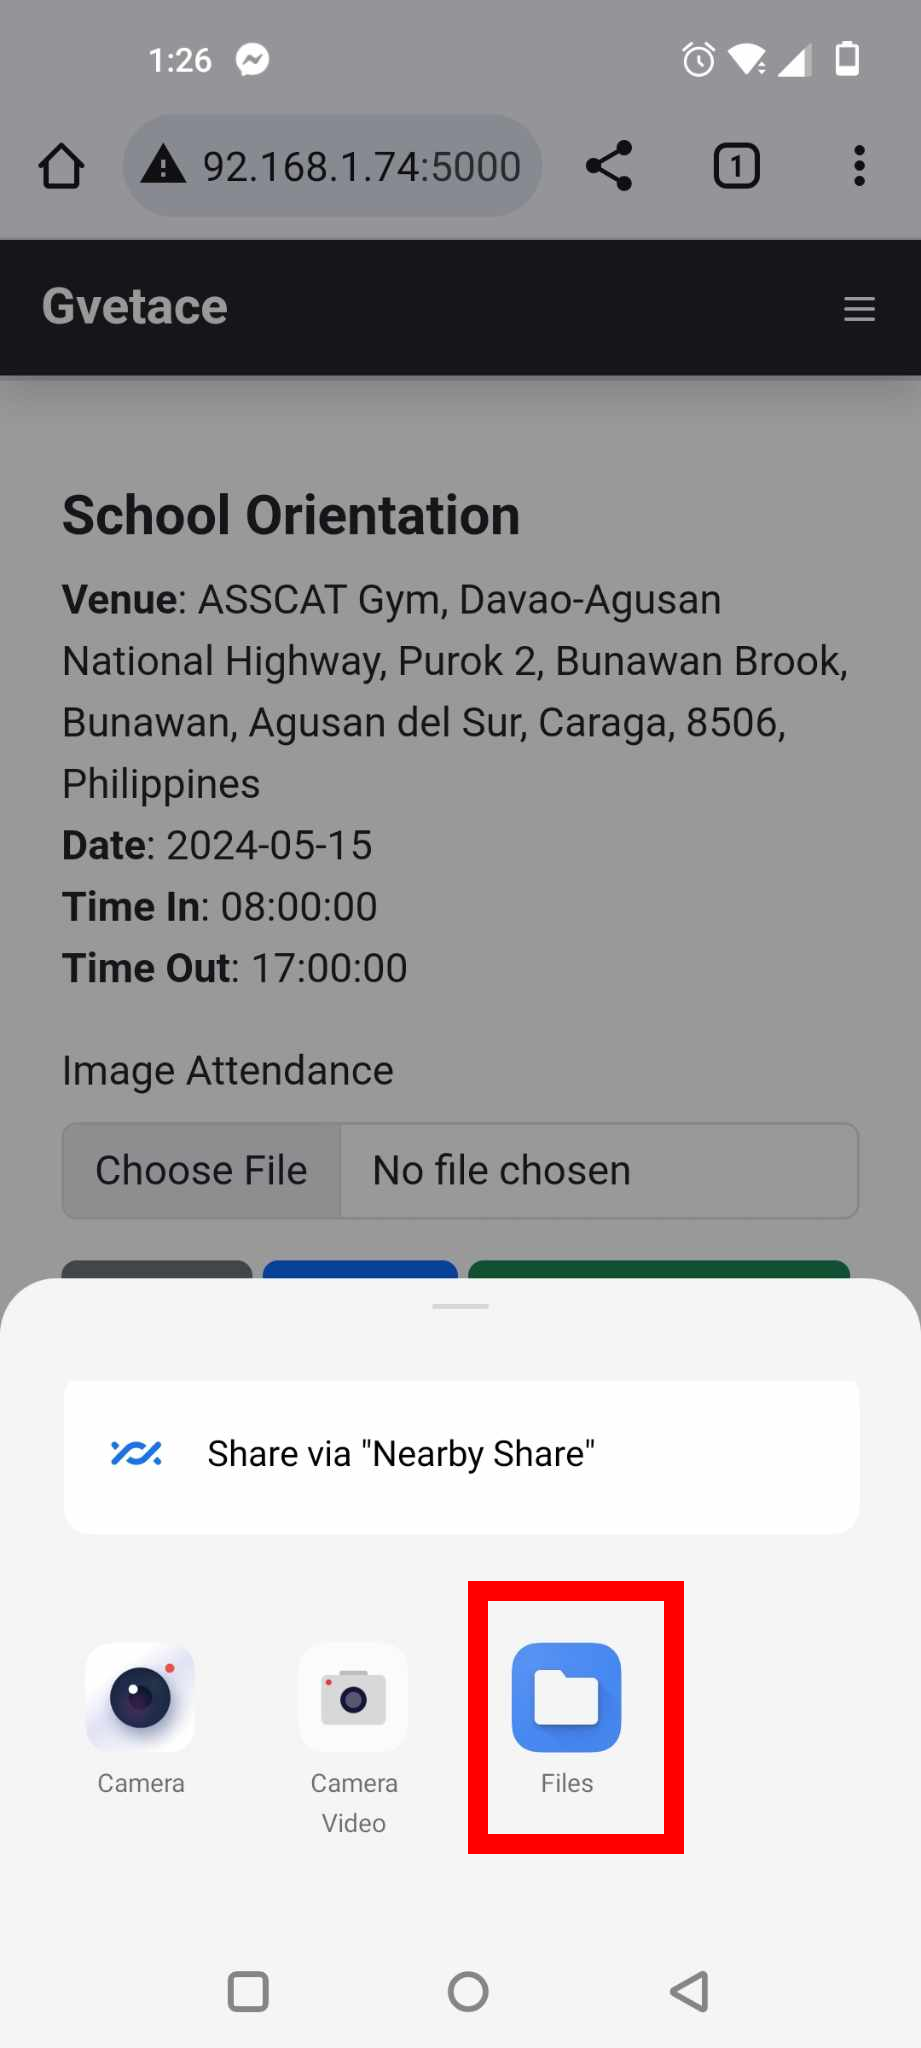 1:26
92.168.1.74:5000
1
Gvetace
School Orientation
Venue: ASSCAT Gym, Davao-Agusan
National Highway, Purok 2, Bunawan Brook,
Bunawan, Agusan del Sur, Caraga, 8506,
Philippines
Date: 2024-05-15
Time In: 08:00:00
Time Out: 17:00:00
Image Attendance
Choose File No file chosen
Share via "Nearby Share"
Camera
Camera
Video
Files